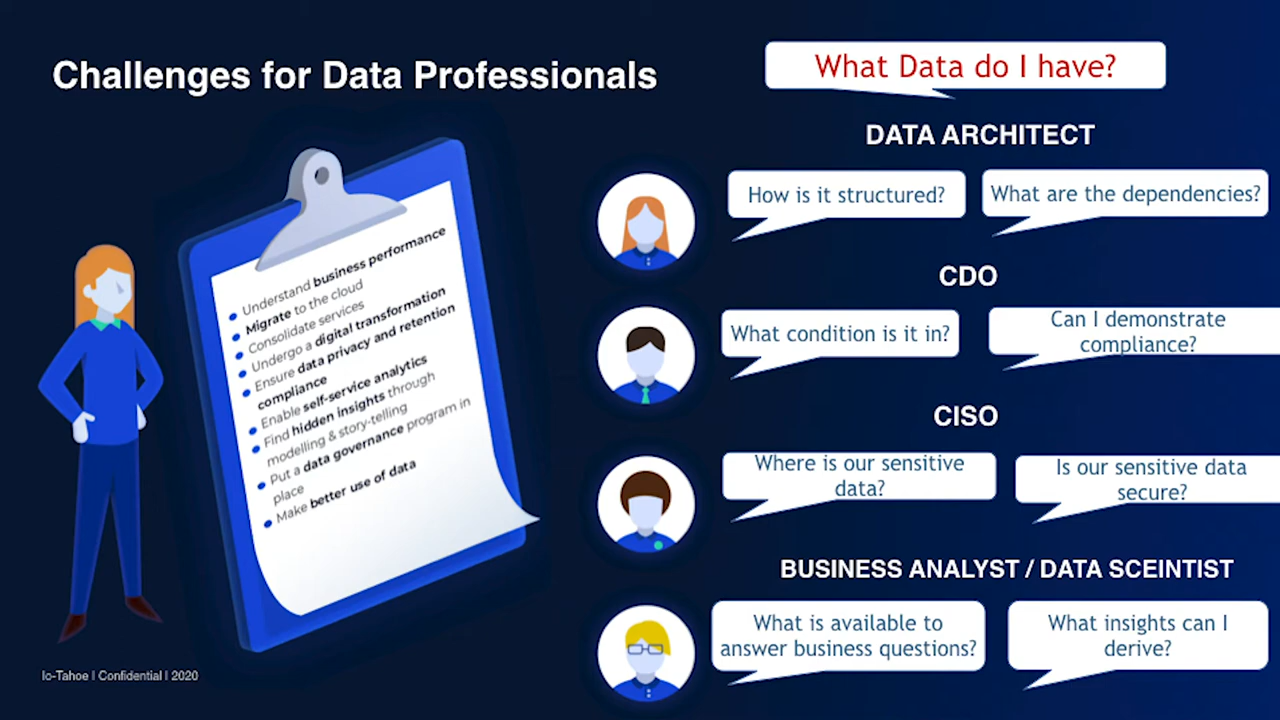 Challenges for Data Professionals
What Data do I have?
Understand business performance
Migrate to the cloud
Consolidate services
Undergo a digital transformation
Ensure data privacy and retention
compliance
Enable self-service analytics
Find hidden insights through
modelling & story-telling
Put a data governance program in
place
Make better use of data
DATA ARCHITECT
How is it structured?
What are the dependencies?
CDO
What condition is it in?
Can I demonstrate
compliance?
CISO
Where is our sensitive
data?
Is our sensitive data
secure?
BUSINESS ANALYST / DATA SCEINTIST
What is available to
answer business questions?
What insights can I
derive?
Io-Tahoe | Confidential | 2020